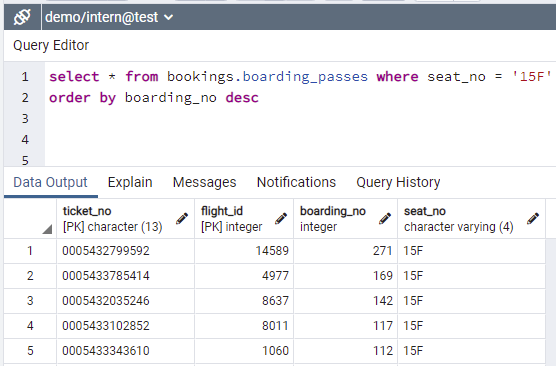 demo/intern@test
Query Editor
1 select * from bookings.boarding_passes where seat_no = '15F'
2 order by boarding_no desc
3
4
5
Data Output Explain Messages Notifications Query History
ticket_no flight_id boarding_no seat_no
[PK] character (13) [PK] integer integer character varying (4)
1 0005432799592 14589 271 15F
2 0005433785414 4977 169 15F
3 0005432035246 8637 142 15F
4 0005433102852 8011 117 15F
5 0005433343610 1060 112 15F